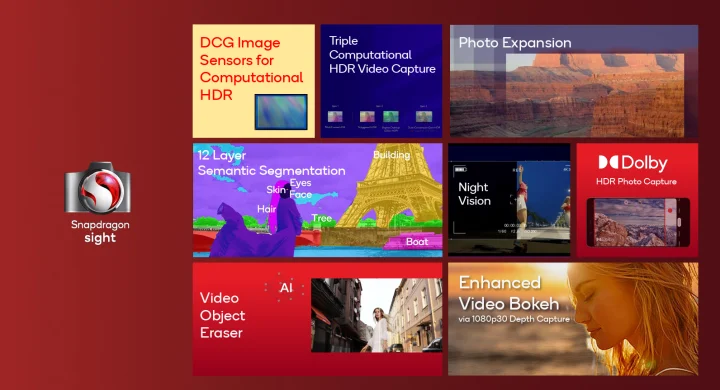 Snapdragon
sight
DCG Image
Sensors for
Computational
HDR
Triple
Computational
HDR Video Capture
Photo Expansion
12 Layer
Semantic Segmentation
Building
Eyes
Skin
Face
Hair
Tree
Boat
Night
Vision
Dolby
HDR Photo Capture
Video
Object
Eraser
AI
Enhanced
Video Bokeh
via 1080p30 Depth Capture